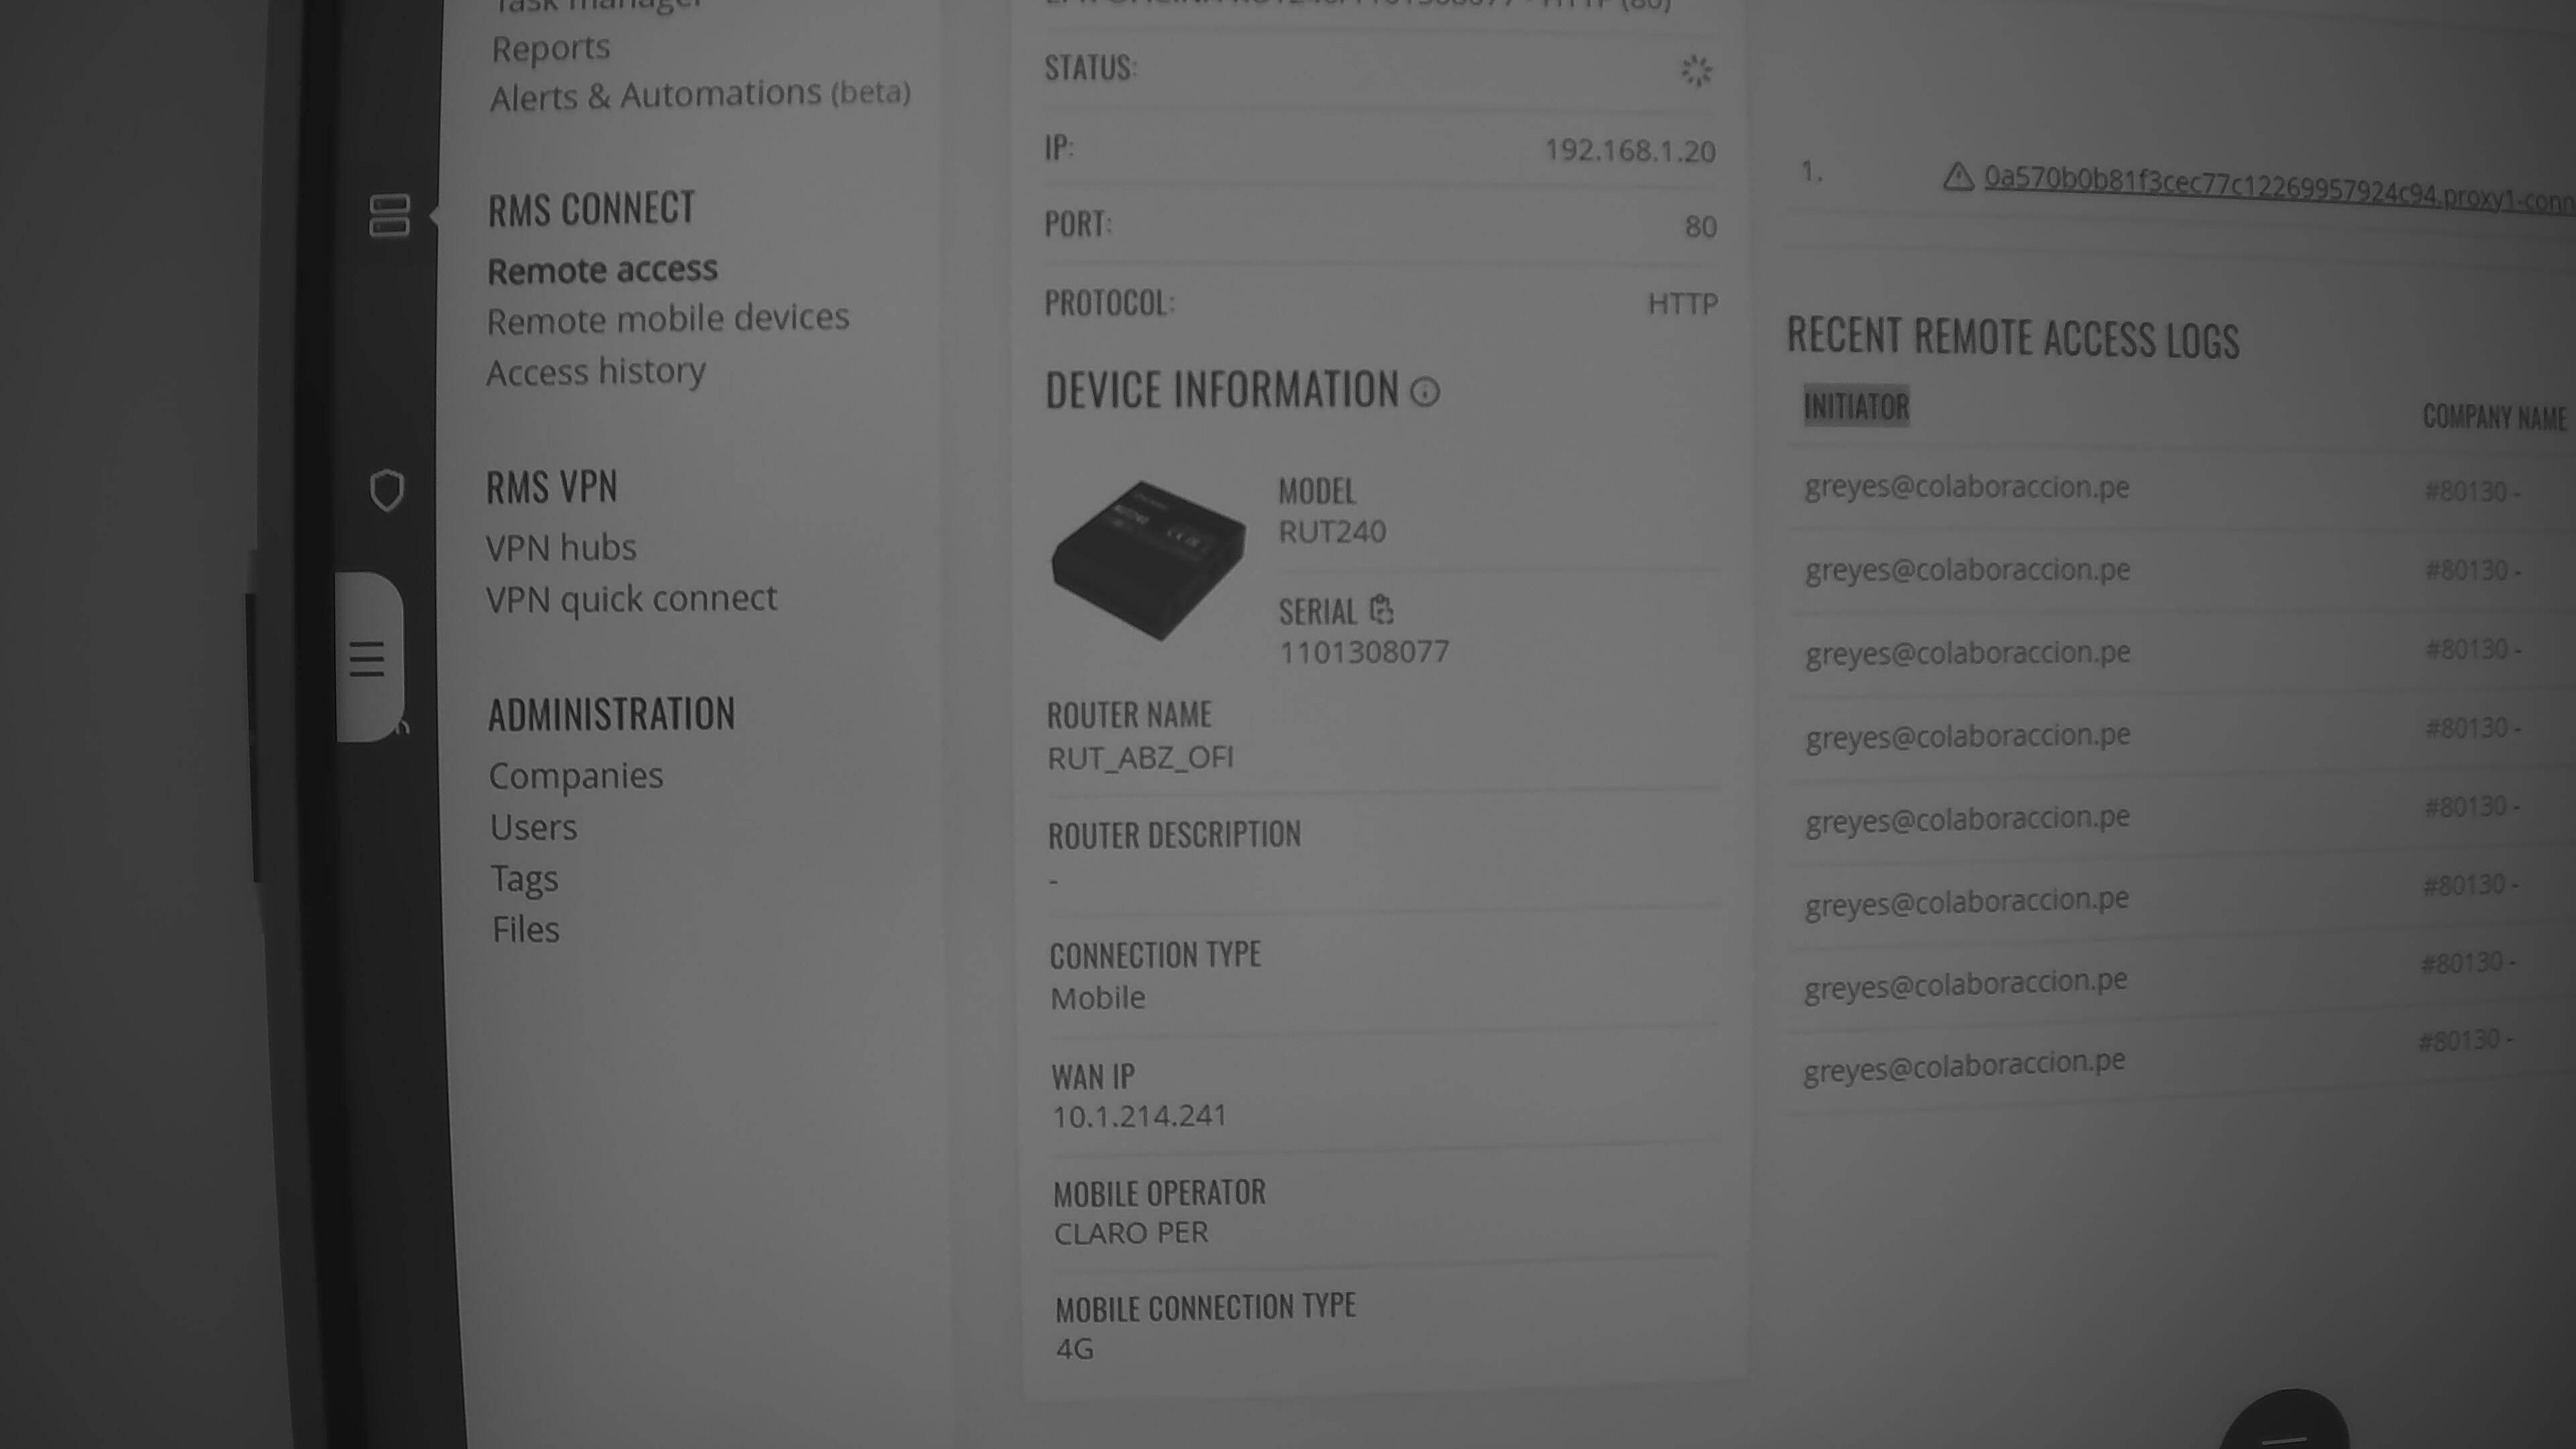 Task manager
Reports
Alerts & Automations (beta)
RMS CONNECT
Remote access
Remote mobile devices
Access history
RMS VPN
VPN hubs
VPN quick connect
ADMINISTRATION
Companies
Users
Tags
Files
HTTP (80)
STATUS:
IP: 192.168.1.20
PORT: 80
PROTOCOL: HTTP
DEVICE INFORMATION
MODEL
RUT240
SERIAL
1101308077
ROUTER NAME
RUT_ABZ_OFI
ROUTER DESCRIPTION
-
CONNECTION TYPE
Mobile
WAN IP
10.1.214.241
MOBILE OPERATOR
CLARO PER
MOBILE CONNECTION TYPE
4G
1. 0a570b0b81f3cec77c12269957924c94.proxy1-conn
RECENT REMOTE ACCESS LOGS
INITIATOR COMPANY NAME
greyes@colaboraccion.pe #80130 -
greyes@colaboraccion.pe #80130 -
greyes@colaboraccion.pe #80130 -
greyes@colaboraccion.pe #80130 -
greyes@colaboraccion.pe #80130 -
greyes@colaboraccion.pe #80130 -
greyes@colaboraccion.pe #80130 -
greyes@colaboraccion.pe #80130 -